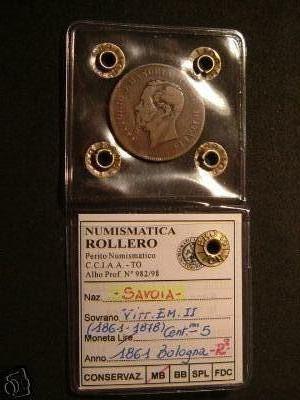 NUMISMATICA
ROLLERO
Perito Numismatico
C.C.I.A.A. - TO
Albo Prof. N° 982/98
Naz. -SAVOIA-
Sovrano Vitt. Em. II
(1861-1878)
Moneta Lire Cent.mi 5
Anno 1861 Bologna -R2
CONSERVAZ. MB BB SPL FDC